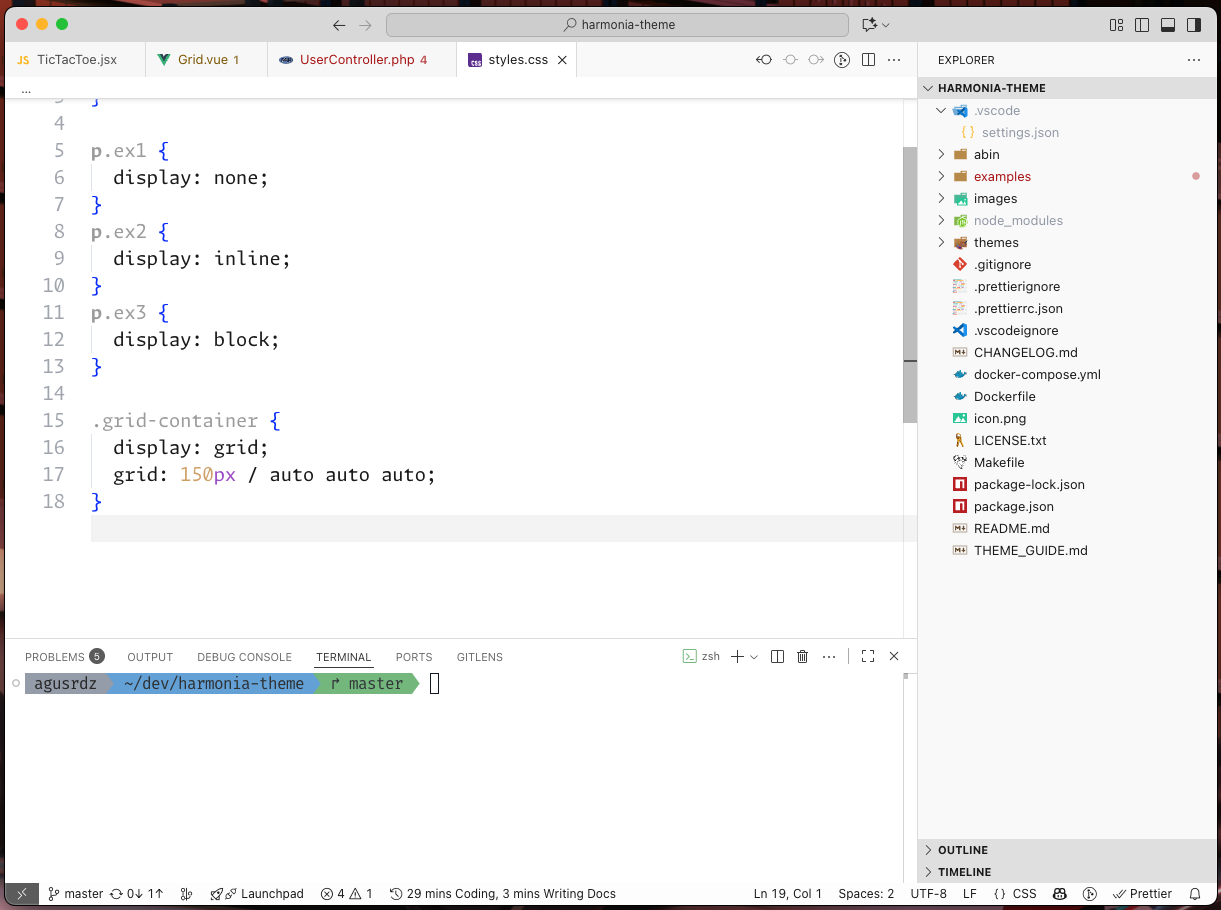 harmonia-theme
JS TicTacToe.jsx
Grid.vue 1
UserController.php 4
css styles.css
...
3 }
4
5 p.ex1 {
6 display: none;
7 }
8 p.ex2 {
9 display: inline;
10 }
11 p.ex3 {
12 display: block;
13 }
14
15 .grid-container {
16 display: grid;
17 grid: 150px / auto auto auto;
18 }
PROBLEMS 5 OUTPUT DEBUG CONSOLE TERMINAL PORTS GITLENS
zsh
agusrdz ~/dev/harmonia-theme master
EXPLORER
HARMONIA-THEME
.vscode
{ } settings.json
abin
examples
images
node_modules
themes
.gitignore
.prettierignore
.prettierrc.json
.vscodeignore
CHANGELOG.md
docker-compose.yml
Dockerfile
icon.png
LICENSE.txt
Makefile
package-lock.json
package.json
README.md
THEME_GUIDE.md
OUTLINE
TIMELINE
master 0↓ 1↑ Launchpad 4 1 29 mins Coding, 3 mins Writing Docs
Ln 19, Col 1 Spaces: 2 UTF-8 LF { } CSS Prettier